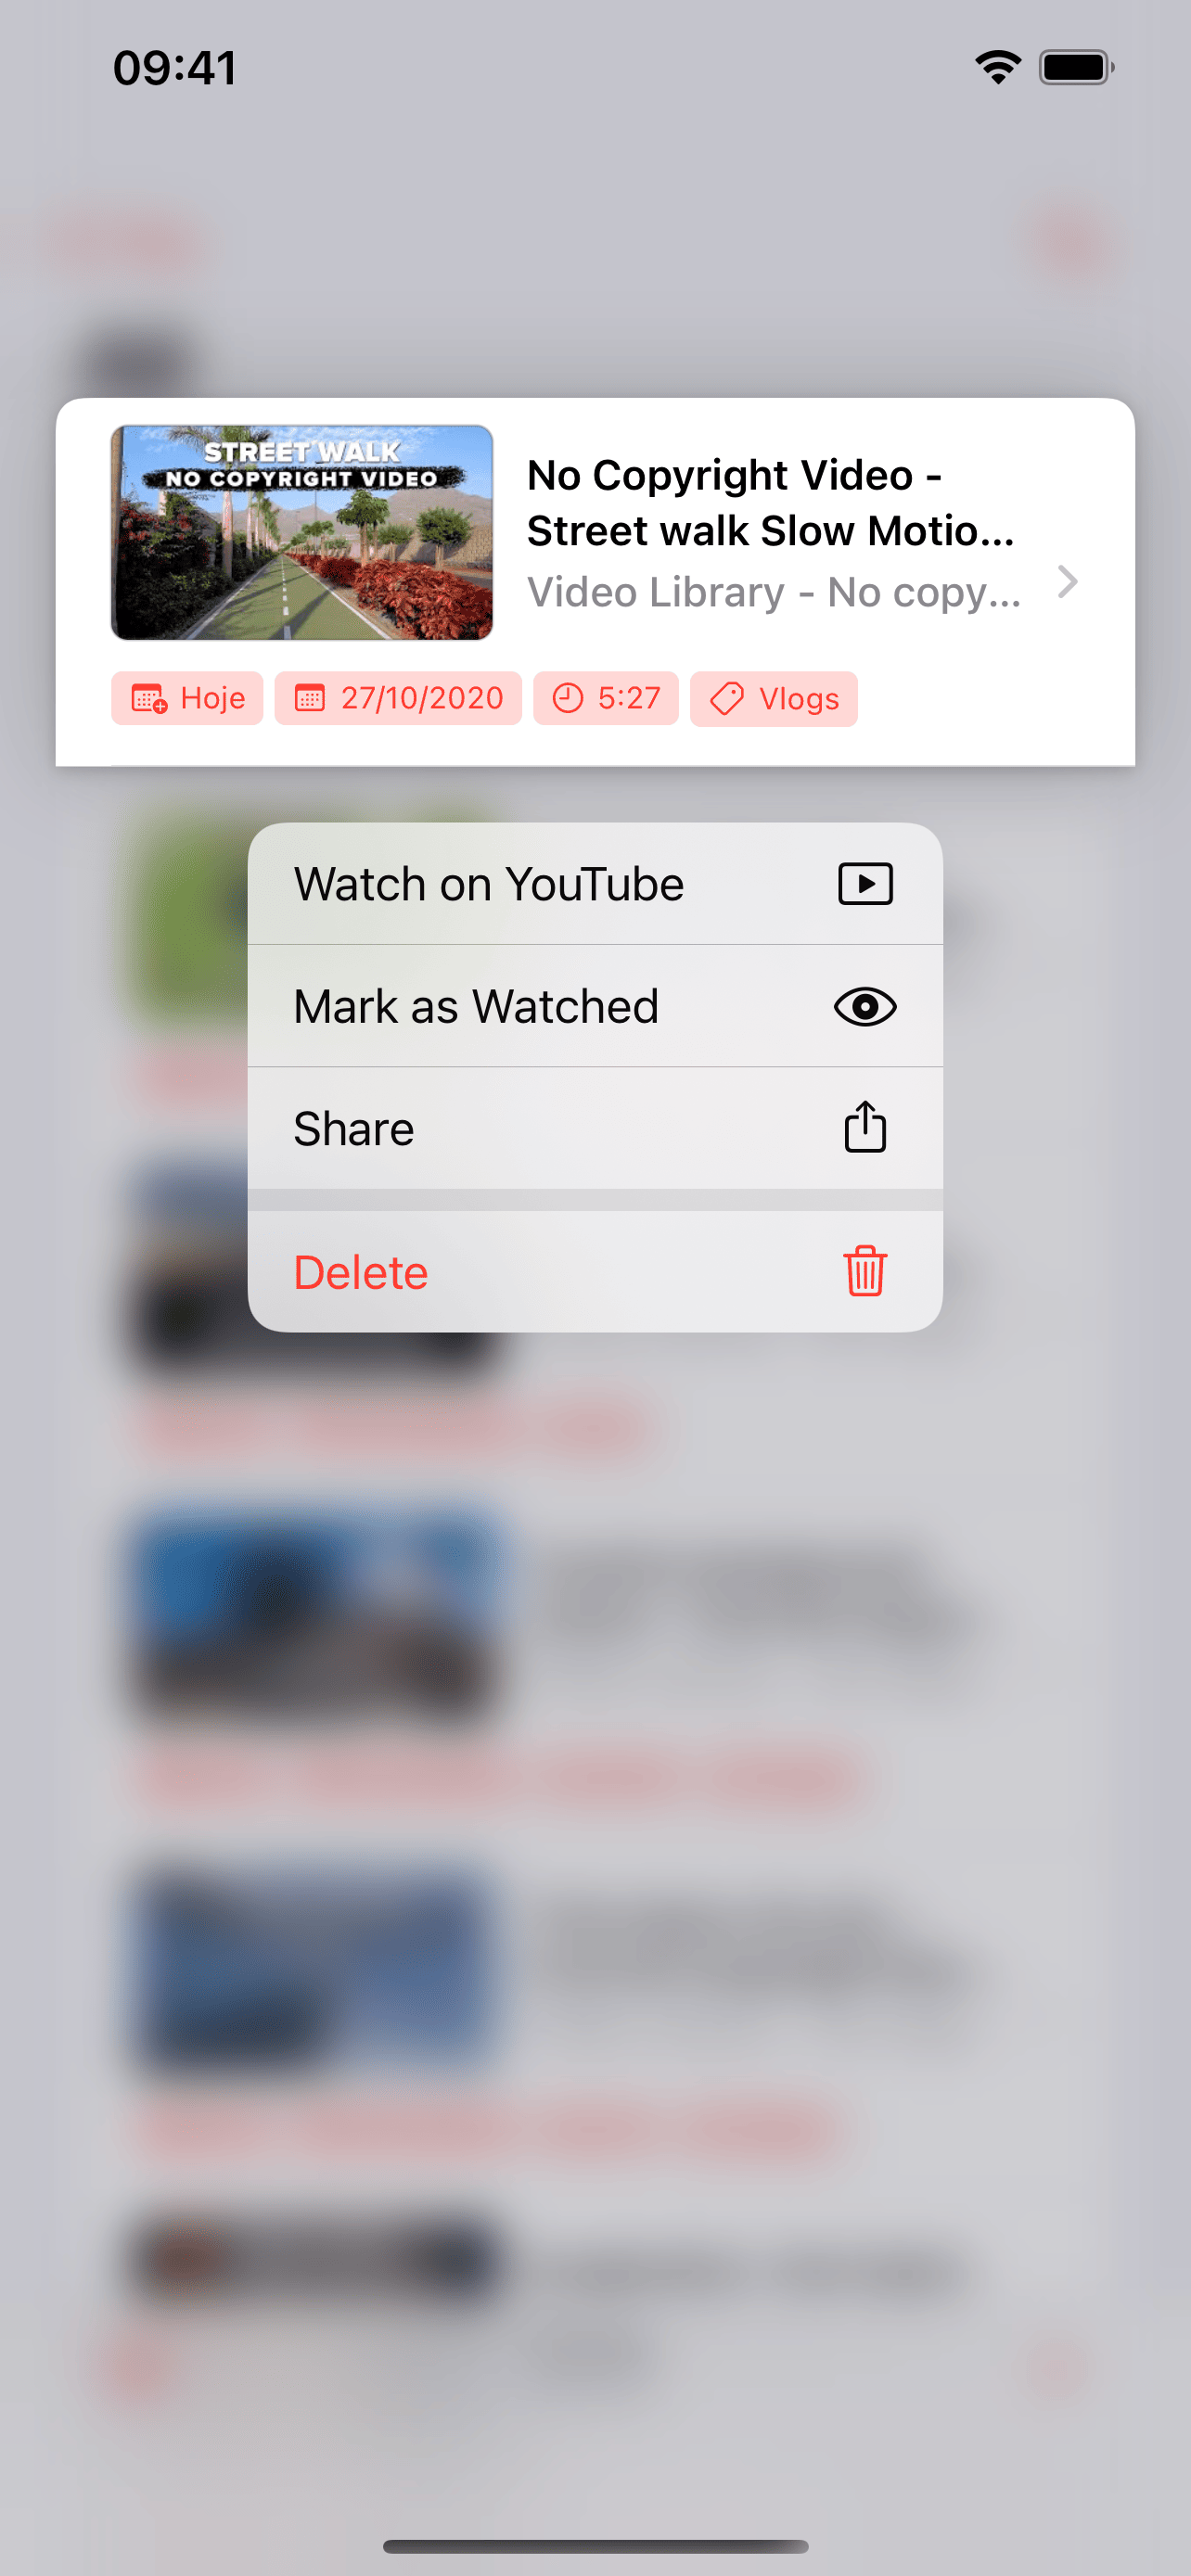 09:41
STREET WALK
NO COPYRIGHT VIDEO
No Copyright Video -
Street walk Slow Motio...
Video Library - No copy...
Hoje
27/10/2020
5:27
Vlogs
Watch on YouTube
Mark as Watched
Share
Delete